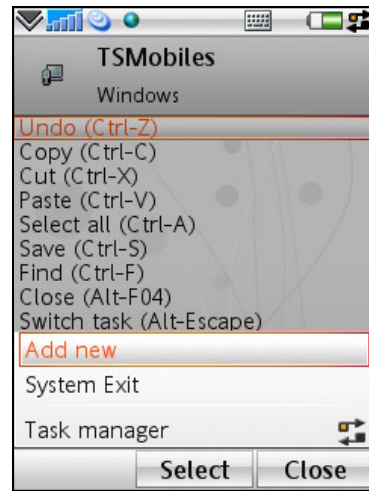 TSMobiles
Windows
Undo (Ctrl-Z)
Copy (Ctrl-C)
Cut (Ctrl-X)
Paste (Ctrl-V)
Select all (Ctrl-A)
Save (Ctrl-S)
Find (Ctrl-F)
Close (Alt-F04)
Switch task (Alt-Escape)
Add new
System Exit
Task manager
Select Close